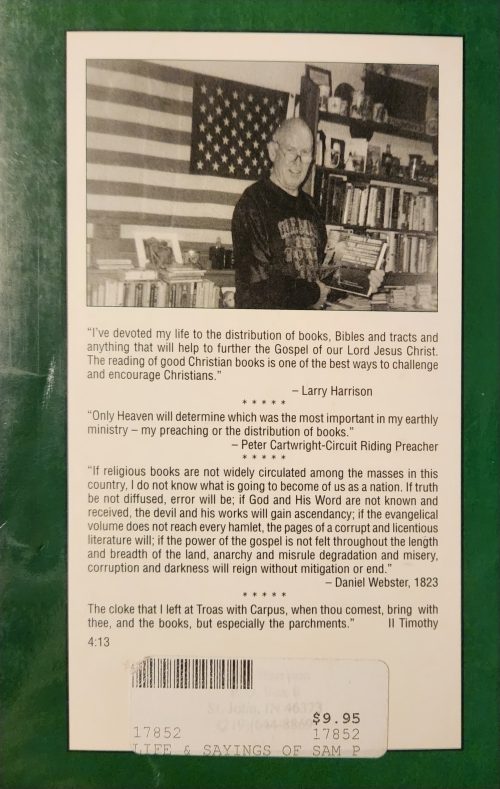 “I’ve devoted my life to the distribution of books, Bibles and tracts and
anything that will help to further the Gospel of our Lord Jesus Christ.
The reading of good Christian books is one of the best ways to challenge
and encourage Christians.”
– Larry Harrison
* * * * *
“Only Heaven will determine which was the most important in my earthly
ministry – my preaching or the distribution of books.”
– Peter Cartwright-Circuit Riding Preacher
* * * * *
“If religious books are not widely circulated among the masses in this
country, I do not know what is going to become of us as a nation. If truth
be not diffused, error will be; if God and His Word are not known and
received, the devil and his works will gain ascendancy; if the evangelical
volume does not reach every hamlet, the pages of a corrupt and licentious
literature will; if the power of the gospel is not felt throughout the length
and breadth of the land, anarchy and misrule degradation and misery,
corruption and darkness will reign without mitigation or end.”
– Daniel Webster, 1823
* * * * *
The cloke that I left at Troas with Carpus, when thou comest, bring with
thee, and the books, but especially the parchments.” II Timothy
4:13
St. John, IN 46373
$9.95
17852 17852
LIFE & SAYINGS OF SAM P